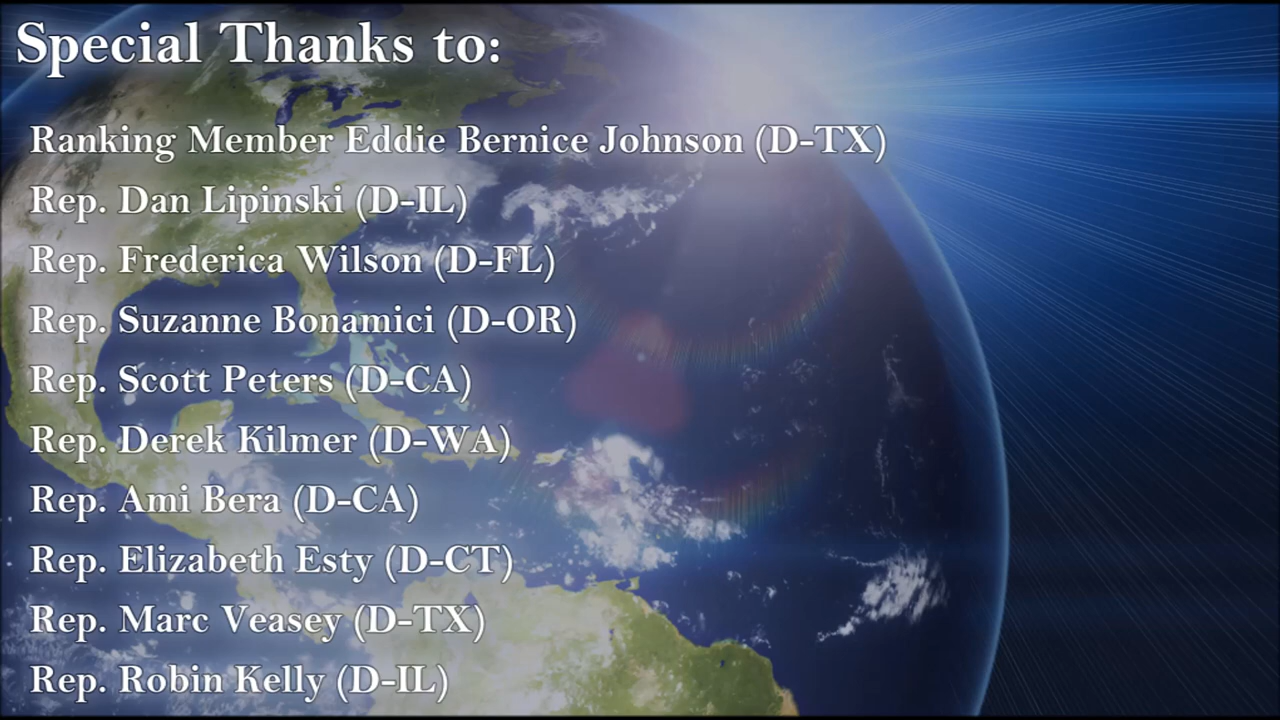 Special Thanks to:
Ranking Member Eddie Bernice Johnson (D-TX)
Rep. Dan Lipinski (D-IL)
Rep. Frederica Wilson (D-FL)
Rep. Suzanne Bonamici (D-OR)
Rep. Scott Peters (D-CA)
Rep. Derek Kilmer (D-WA)
Rep. Ami Bera (D-CA)
Rep. Elizabeth Esty (D-CT)
Rep. Marc Veasey (D-TX)
Rep. Robin Kelly (D-IL)